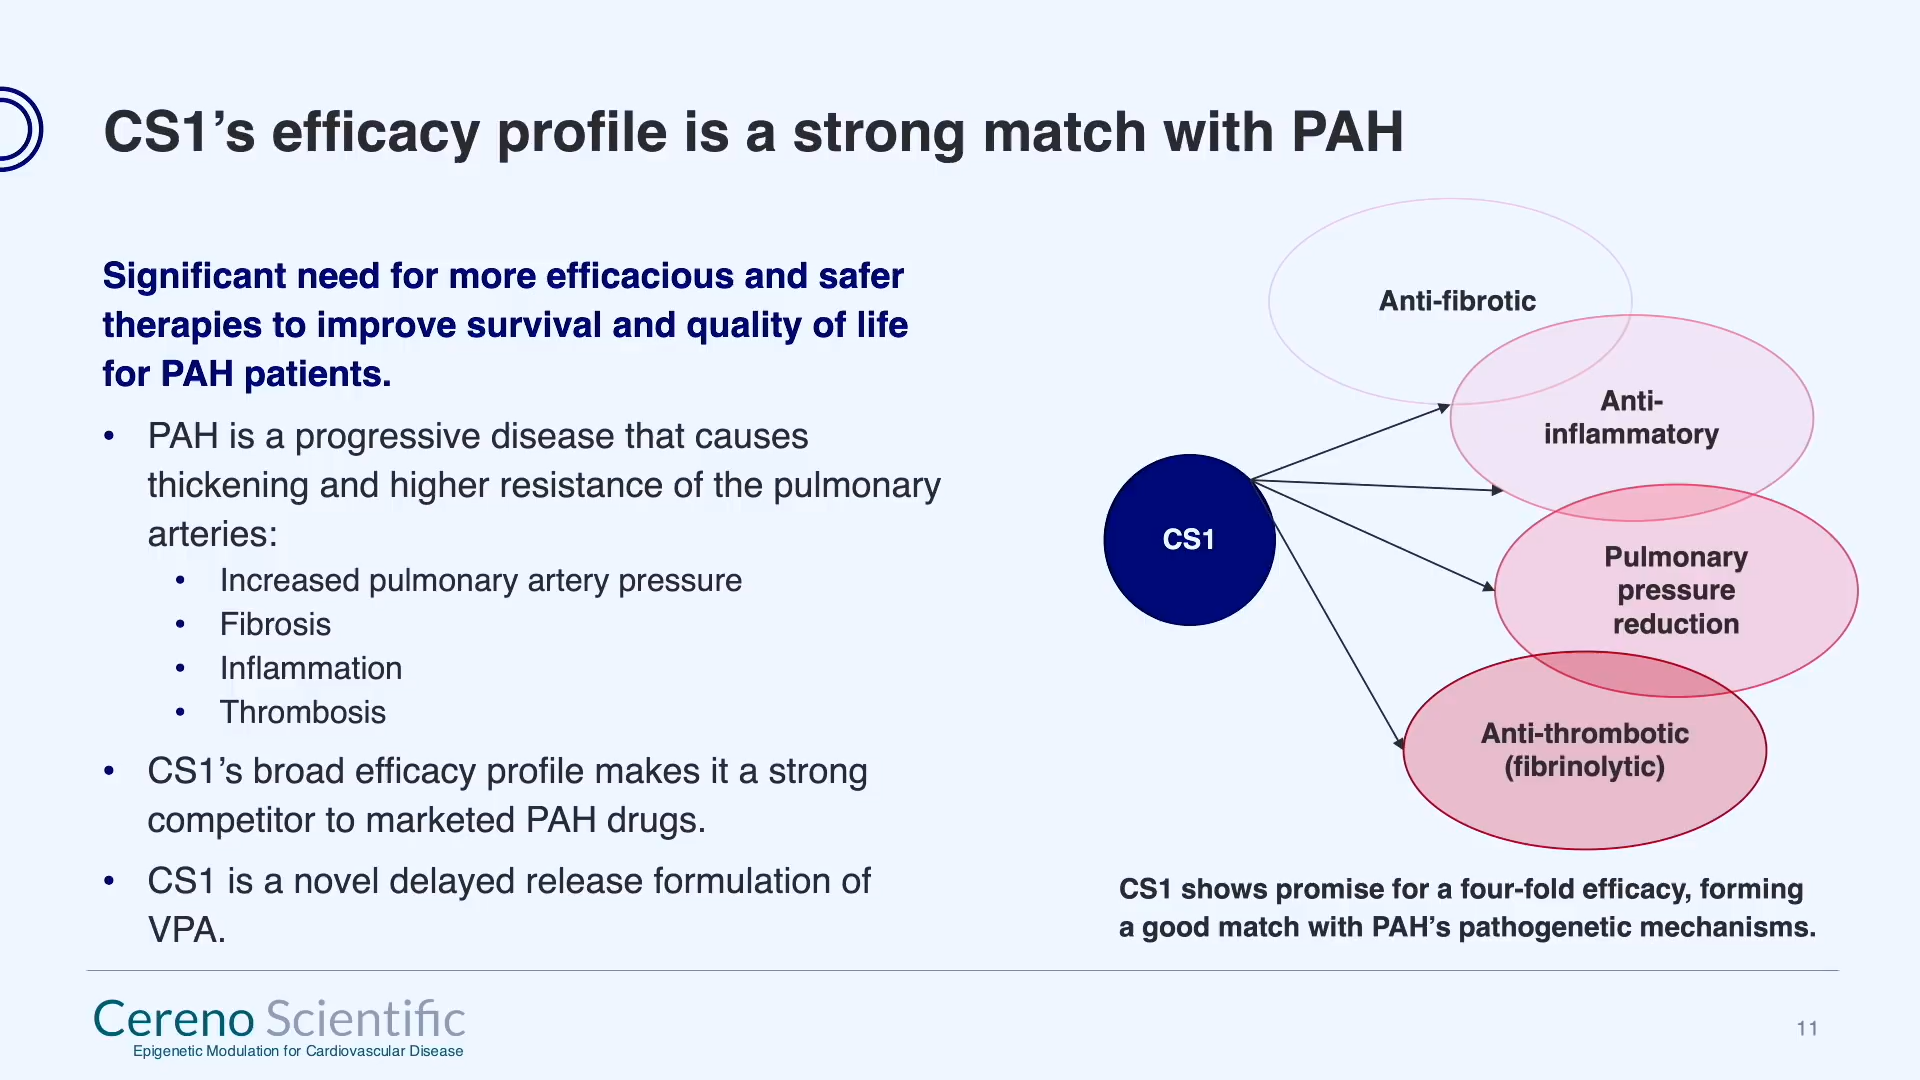 CS1’s efficacy profile is a strong match with PAH
Significant need for more efficacious and safer
therapies to improve survival and quality of life
for PAH patients.
• PAH is a progressive disease that causes
thickening and higher resistance of the pulmonary
arteries:
• Increased pulmonary artery pressure
• Fibrosis
• Inflammation
• Thrombosis
• CS1’s broad efficacy profile makes it a strong
competitor to marketed PAH drugs.
• CS1 is a novel delayed release formulation of
VPA.
CS1
Anti-fibrotic
Anti-
inflammatory
Pulmonary
pressure
reduction
Anti-thrombotic
(fibrinolytic)
CS1 shows promise for a four-fold efficacy, forming
a good match with PAH’s pathogenetic mechanisms.
Cereno Scientific
Epigenetic Modulation for Cardiovascular Disease
11